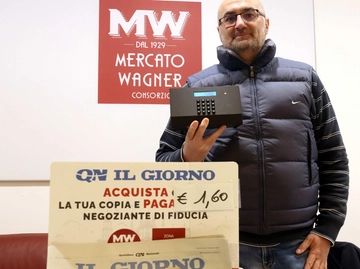 MW
DAL 1929
MERCATO
WAGNER
CONSORZIO
QN IL GIORNO
ACQUISTA
€ 1,60
LA TUA COPIA E PAGA
NEGOZIANTE DI FIDUCIA
MW
QN
IL GIORNO